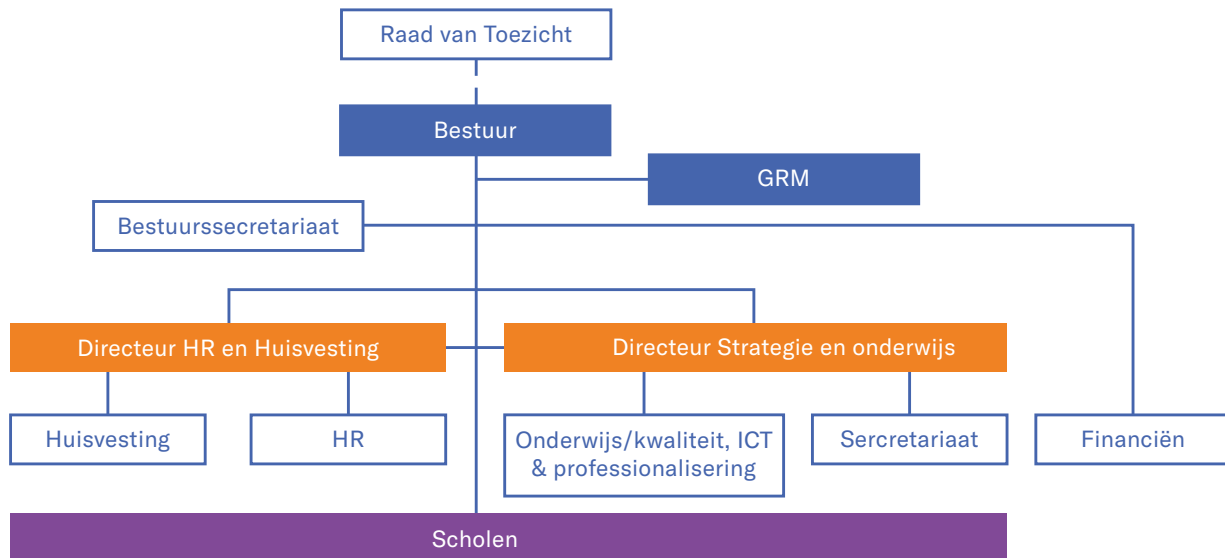 Raad van Toezicht
Bestuur
GRM
Bestuurssecretariaat
Directeur HR en Huisvesting
Directeur Strategie en onderwijs
Huisvesting
HR
Onderwijs/kwaliteit, ICT
& professionalisering
Sercretariaat
Financiën
Scholen